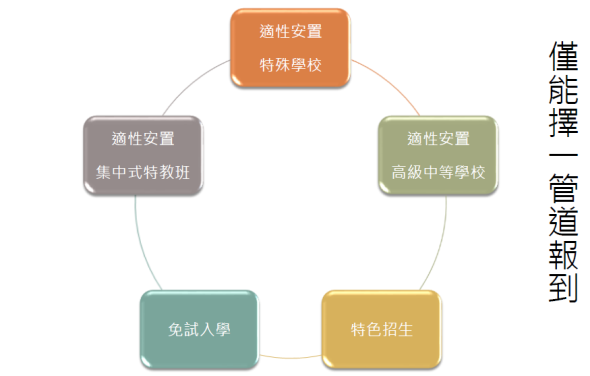 適性安置
特殊學校
適性安置
集中式特教班
適性安置
高級中等學校
免試入學
特色招生
僅能擇一管道報到